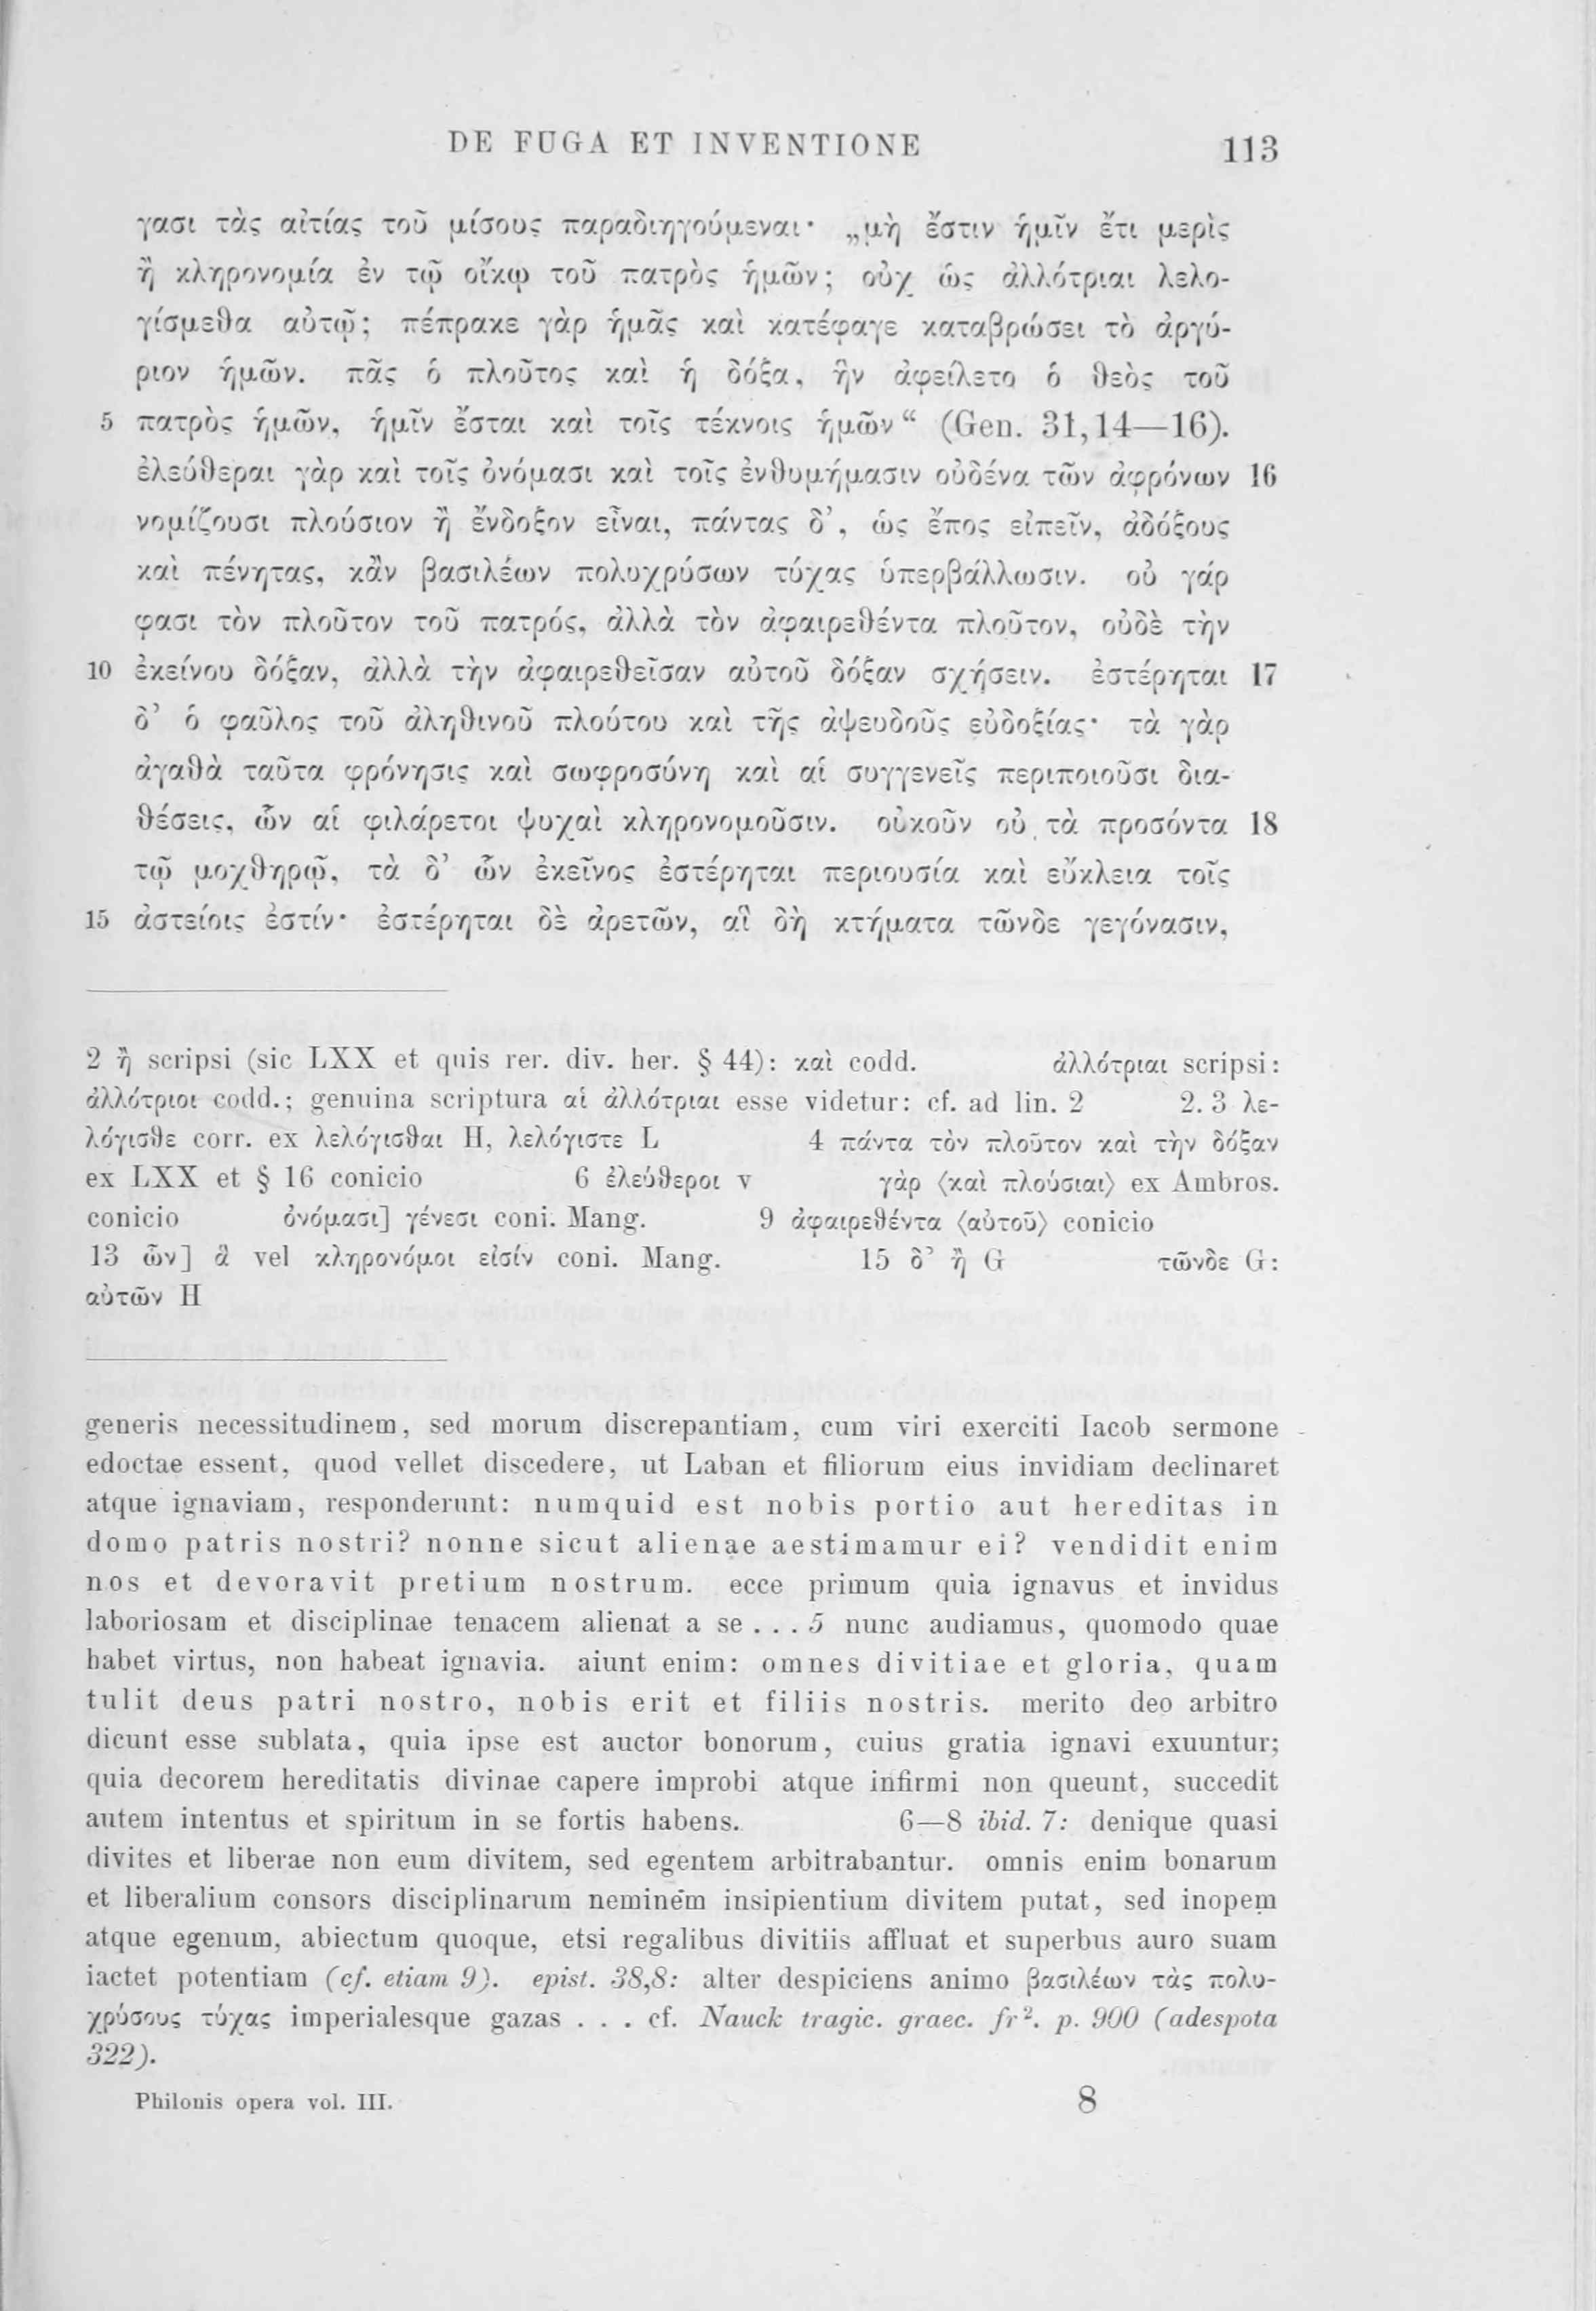 DE FUGA ET INVENTIONE 113
γασι τὰς αἰτίας τοῦ μίσους παραδιηγούμεναι· „μὴ ἔστιν ἡμῖν ἔτι μερὶς
ἢ κληρονομία ἐν τῷ οἴκῳ τοῦ πατρὸς ἡμῶν; οὐχ ὡς ἀλλότριαι λελο-
γίσμεθα αὐτῷ; πέπρακε γὰρ ἡμᾶς καὶ κατέφαγε καταβρώσει τὸ ἀργύ-
ριον ἡμῶν. πᾶς ὁ πλοῦτος καὶ ἡ δόξα, ἣν ἀφείλετο ὁ θεὸς τοῦ
5 πατρὸς ἡμῶν, ἡμῖν ἔσται καὶ τοῖς τέκνοις ἡμῶν“ (Gen. 31,14—16).
ἐλεύθεραι γὰρ καὶ τοῖς ὀνόμασι καὶ τοῖς ἐνθυμήμασιν οὐδένα τῶν ἀφρόνων 16
νομίζουσι πλούσιον ἢ ἔνδοξον εἶναι, πάντας δ’, ὡς ἔπος εἰπεῖν, ἀδόξους
καὶ πένητας, κἂν βασιλέων πολυχρύσων τύχας ὑπερβάλλωσιν. οὐ γάρ
φασι τὸν πλοῦτον τοῦ πατρός, ἀλλὰ τὸν ἀφαιρεθέντα πλοῦτον, οὐδὲ τὴν
10 ἐκείνου δόξαν, ἀλλὰ τὴν ἀφαιρεθεῖσαν αὐτοῦ δόξαν σχήσειν. ἐστέρηται 17
δ’ ὁ φαῦλος τοῦ ἀληθινοῦ πλούτου καὶ τῆς ἀψευδοῦς εὐδοξίας· τὰ γὰρ
ἀγαθὰ ταῦτα φρόνησις καὶ σωφροσύνη καὶ αἱ συγγενεῖς περιποιοῦσι δια-
θέσεις, ὧν αἱ φιλάρετοι ψυχαὶ κληρονομοῦσιν. οὐκοῦν οὐ τὰ προσόντα 18
τῷ μοχθηρῷ, τὰ δ’ ὧν ἐκεῖνος ἐστέρηται περιουσία καὶ εὔκλεια τοῖς
15 ἀστείοις ἐστίν· ἐστέρηται δὲ ἀρετῶν, αἳ δὴ κτήματα τῶνδε γεγόνασιν,
2 ἢ scripsi (sic LXX et quis rer. div. her. § 44): καὶ codd. ἀλλότριαι scripsi:
ἀλλότριοι codd.; genuina scriptura αἱ ἀλλότριαι esse videtur: cf. ad lin. 2 2. 3 λε-
λόγισθε corr. ex λελόγισθαι H, λελόγιστε L 4 πάντα τὸν πλοῦτον καὶ τὴν δόξαν
ex LXX et § 16 conicio 6 ἐλεύθεροι v γὰρ ⟨καὶ πλούσιαι⟩ ex Ambros.
conicio ὀνόμασι] γένεσι coni. Mang. 9 ἀφαιρεθέντα ⟨αὐτοῦ⟩ conicio
13 ὧν] ἃ vel κληρονόμοι εἰσίν coni. Mang. 15 δ’ ἢ G τῶνδε G:
αὐτῶν H
generis necessitudinem, sed morum discrepantiam, cum viri exerciti Iacob sermone
edoctae essent, quod vellet discedere, ut Laban et filiorum eius invidiam declinaret
atque ignaviam, responderunt: numquid est nobis portio aut hereditas in
domo patris nostri? nonne sicut alienae aestimamur ei? vendidit enim
nos et devoravit pretium nostrum. ecce primum quia ignavus et invidus
laboriosam et disciplinae tenacem alienat a se . . . 5 nunc audiamus, quomodo quae
habet virtus, non habeat ignavia. aiunt enim: omnes divitiae et gloria, quam
tulit deus patri nostro, nobis erit et filiis nostris. merito deo arbitro
dicunt esse sublata, quia ipse est auctor bonorum, cuius gratia ignavi exuuntur;
quia decorem hereditatis divinae capere improbi atque infirmi non queunt, succedit
autem intentus et spiritum in se fortis habens. 6—8 ibid. 7: denique quasi
divites et liberae non eum divitem, sed egentem arbitrabantur. omnis enim bonarum
et liberalium consors disciplinarum neminem insipientium divitem putat, sed inopem
atque egenum, abiectum quoque, etsi regalibus divitiis affluat et superbus auro suam
iactet potentiam (cf. etiam 9). epist. 38,8: alter despiciens animo βασιλέων τὰς πολυ-
χρύσους τύχας imperialesque gazas . . . cf. Nauck tragic. graec. fr². p. 900 (adespota
322).
Philonis opera vol. III. 8